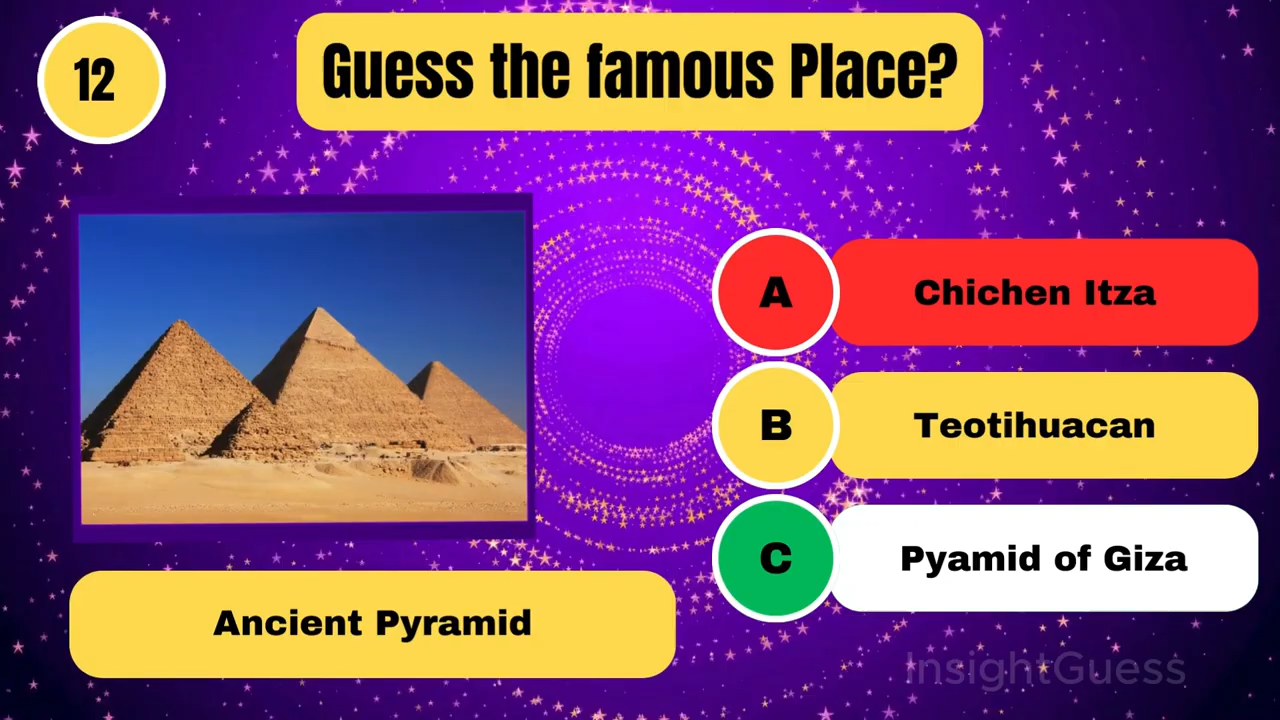 12
Guess the famous Place?
A
Chichen Itza
B
Teotihuacan
C
Pyamid of Giza
Ancient Pyramid
InsightGuess